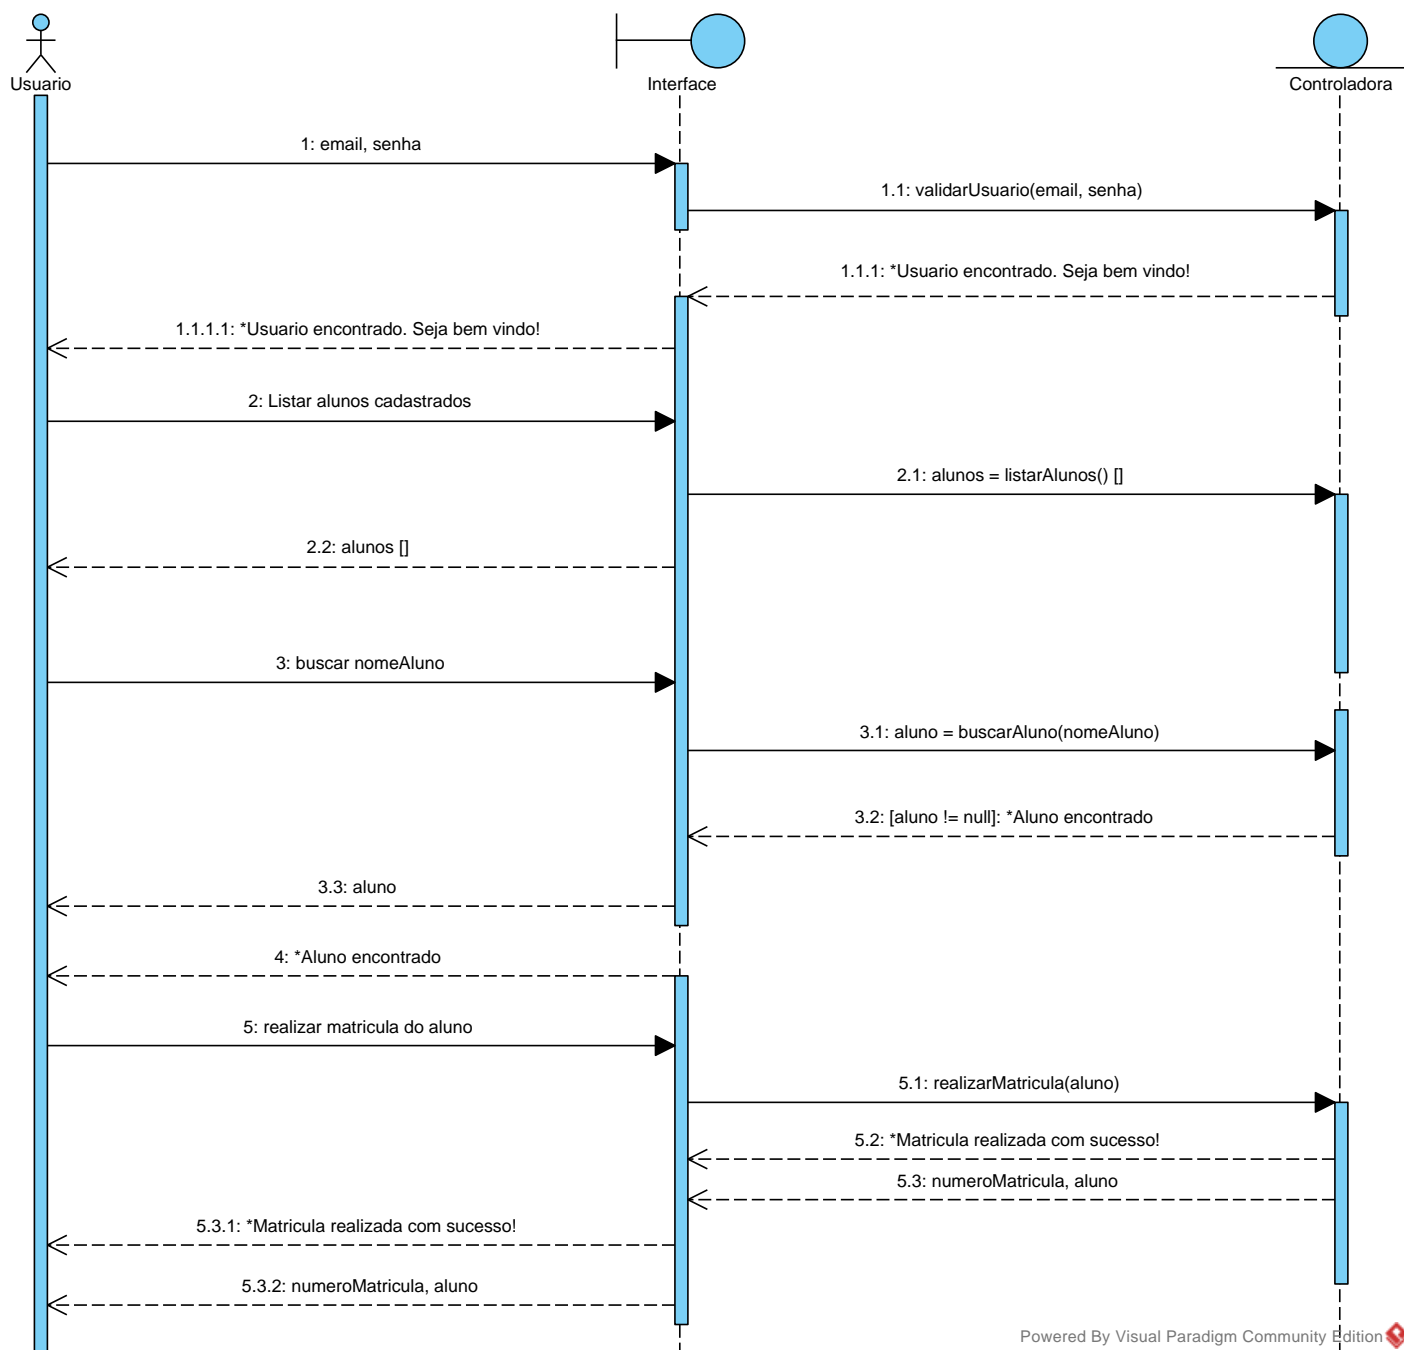 Usuario
Interface
Controladora
1: email, senha
1.1: validarUsuario(email, senha)
1.1.1: *Usuario encontrado. Seja bem vindo!
1.1.1.1: *Usuario encontrado. Seja bem vindo!
2: Listar alunos cadastrados
2.1: alunos = listarAlunos() []
2.2: alunos []
3: buscar nomeAluno
3.1: aluno = buscarAluno(nomeAluno)
3.2: [aluno != null]: *Aluno encontrado
3.3: aluno
4: *Aluno encontrado
5: realizar matricula do aluno
5.1: realizarMatricula(aluno)
5.2: *Matricula realizada com sucesso!
5.3: numeroMatricula, aluno
5.3.1: *Matricula realizada com sucesso!
5.3.2: numeroMatricula, aluno
Powered By Visual Paradigm Community Edition